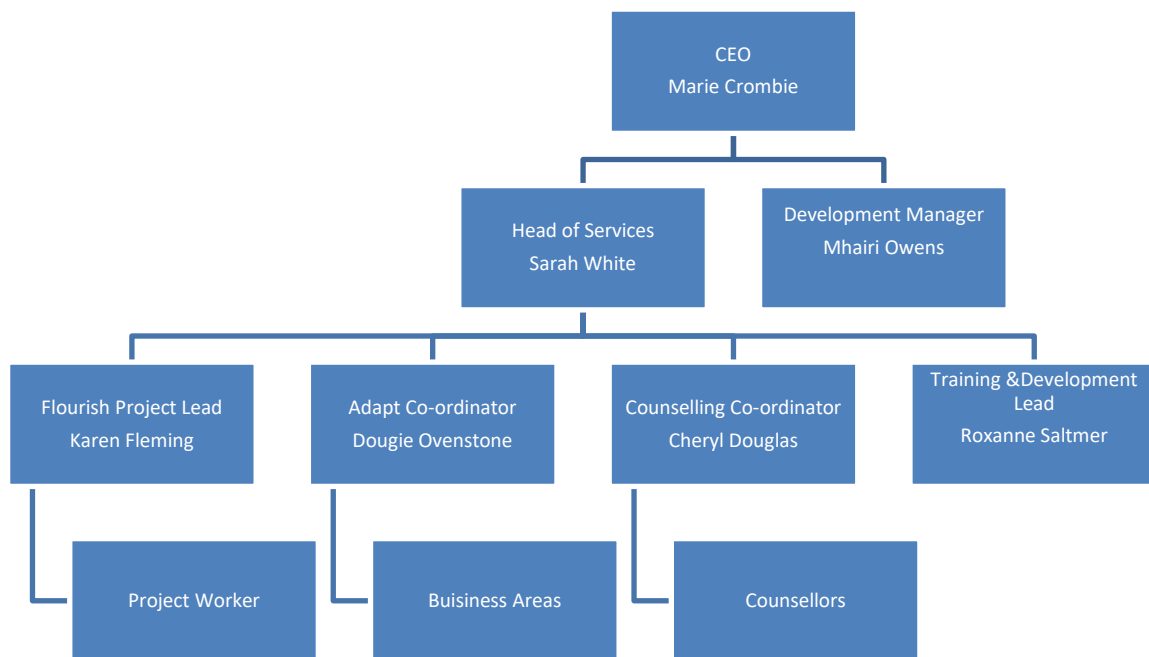 CEO
Marie Crombie
Head of Services
Sarah White
Development Manager
Mhairi Owens
Flourish Project Lead
Karen Fleming
Adapt Co-ordinator
Dougie Ovenstone
Counselling Co-ordinator
Cheryl Douglas
Training &Development
Lead
Roxanne Saltmer
Project Worker
Buisiness Areas
Counsellors